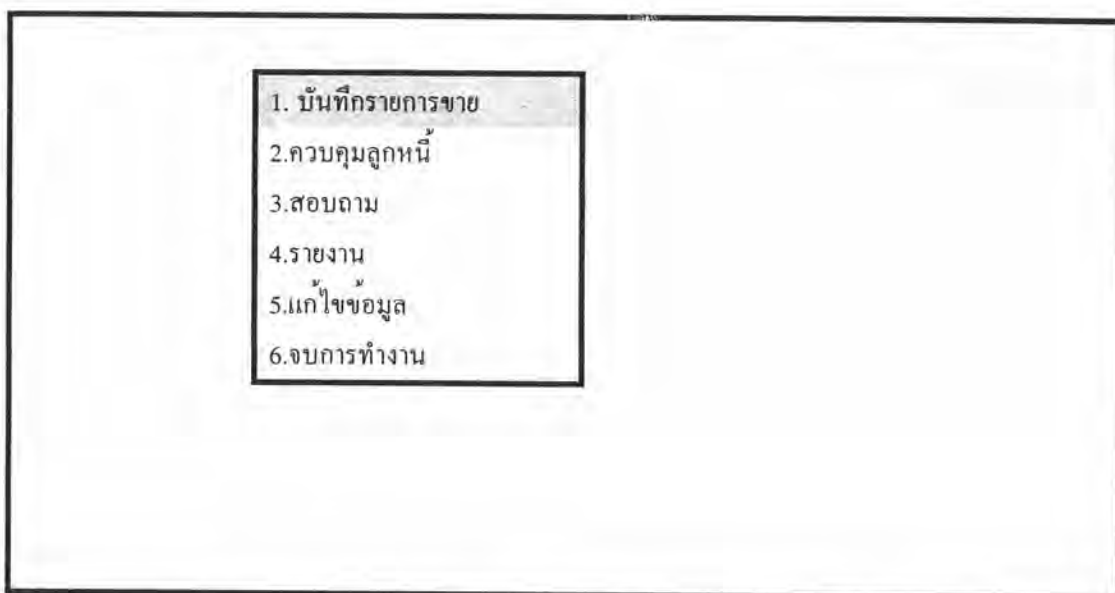 1. บันทึกรายการขาย
2.ควบคุมลูกหนี้
3.สอบถาม
4.รายงาน
5.แก้ไขข้อมูล
6.จบการทำงาน